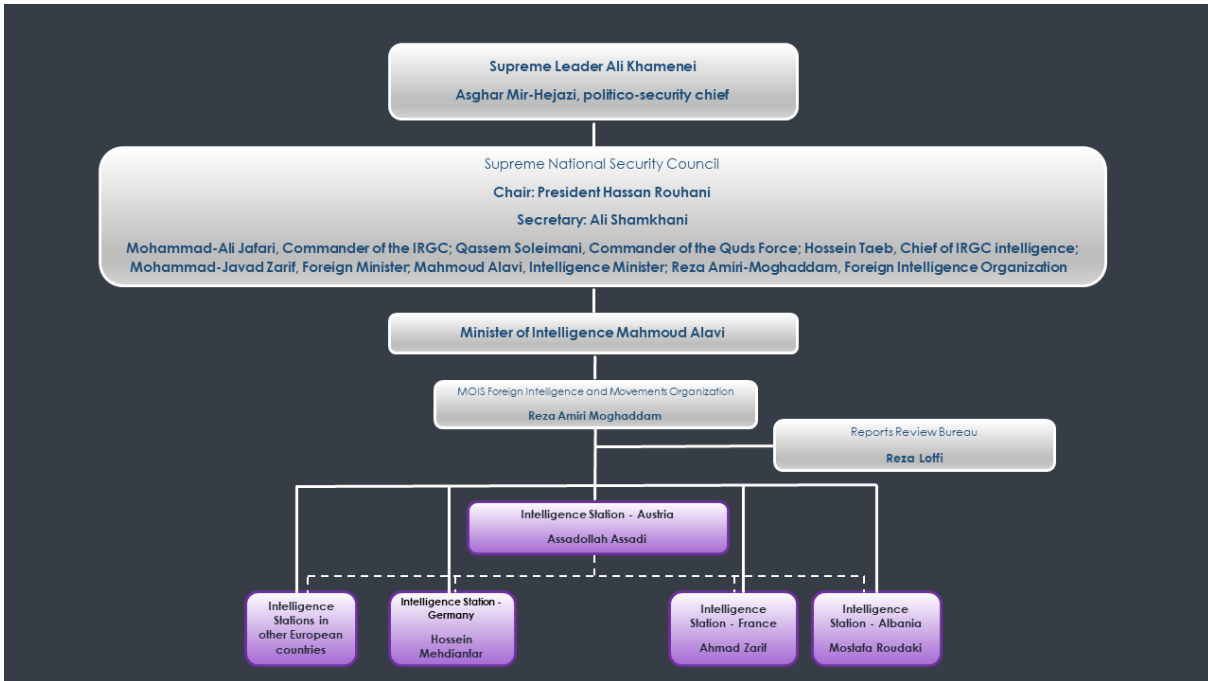 Supreme Leader Ali Khamenei
Asghar Mir-Hejazi, politico-security chief
Supreme National Security Council
Chair: President Hassan Rouhani
Secretary: Ali Shamkhani
Mohammad-Ali Jafari, Commander of the IRGC; Qassem Soleimani, Commander of the Quds Force; Hossein Taeb, Chief of IRGC intelligence;
Mohammad-Javad Zarif, Foreign Minister; Mahmoud Alavi, Intelligence Minister; Reza Amiri-Moghaddam, Foreign Intelligence Organization
Minister of Intelligence Mahmoud Alavi
MOIS Foreign Intelligence and Movements Organization
Reza Amiri Moghaddam
Reports Review Bureau
Reza Loffi
Intelligence Station - Austria
Assadollah Assadi
Intelligence
Stations in
other European
countries
Intelligence Station -
Germany
Hossein
Mehdianfar
Intelligence
Station - France
Ahmad Zarif
Intelligence
Station - Albania
Mostafa Roudaki